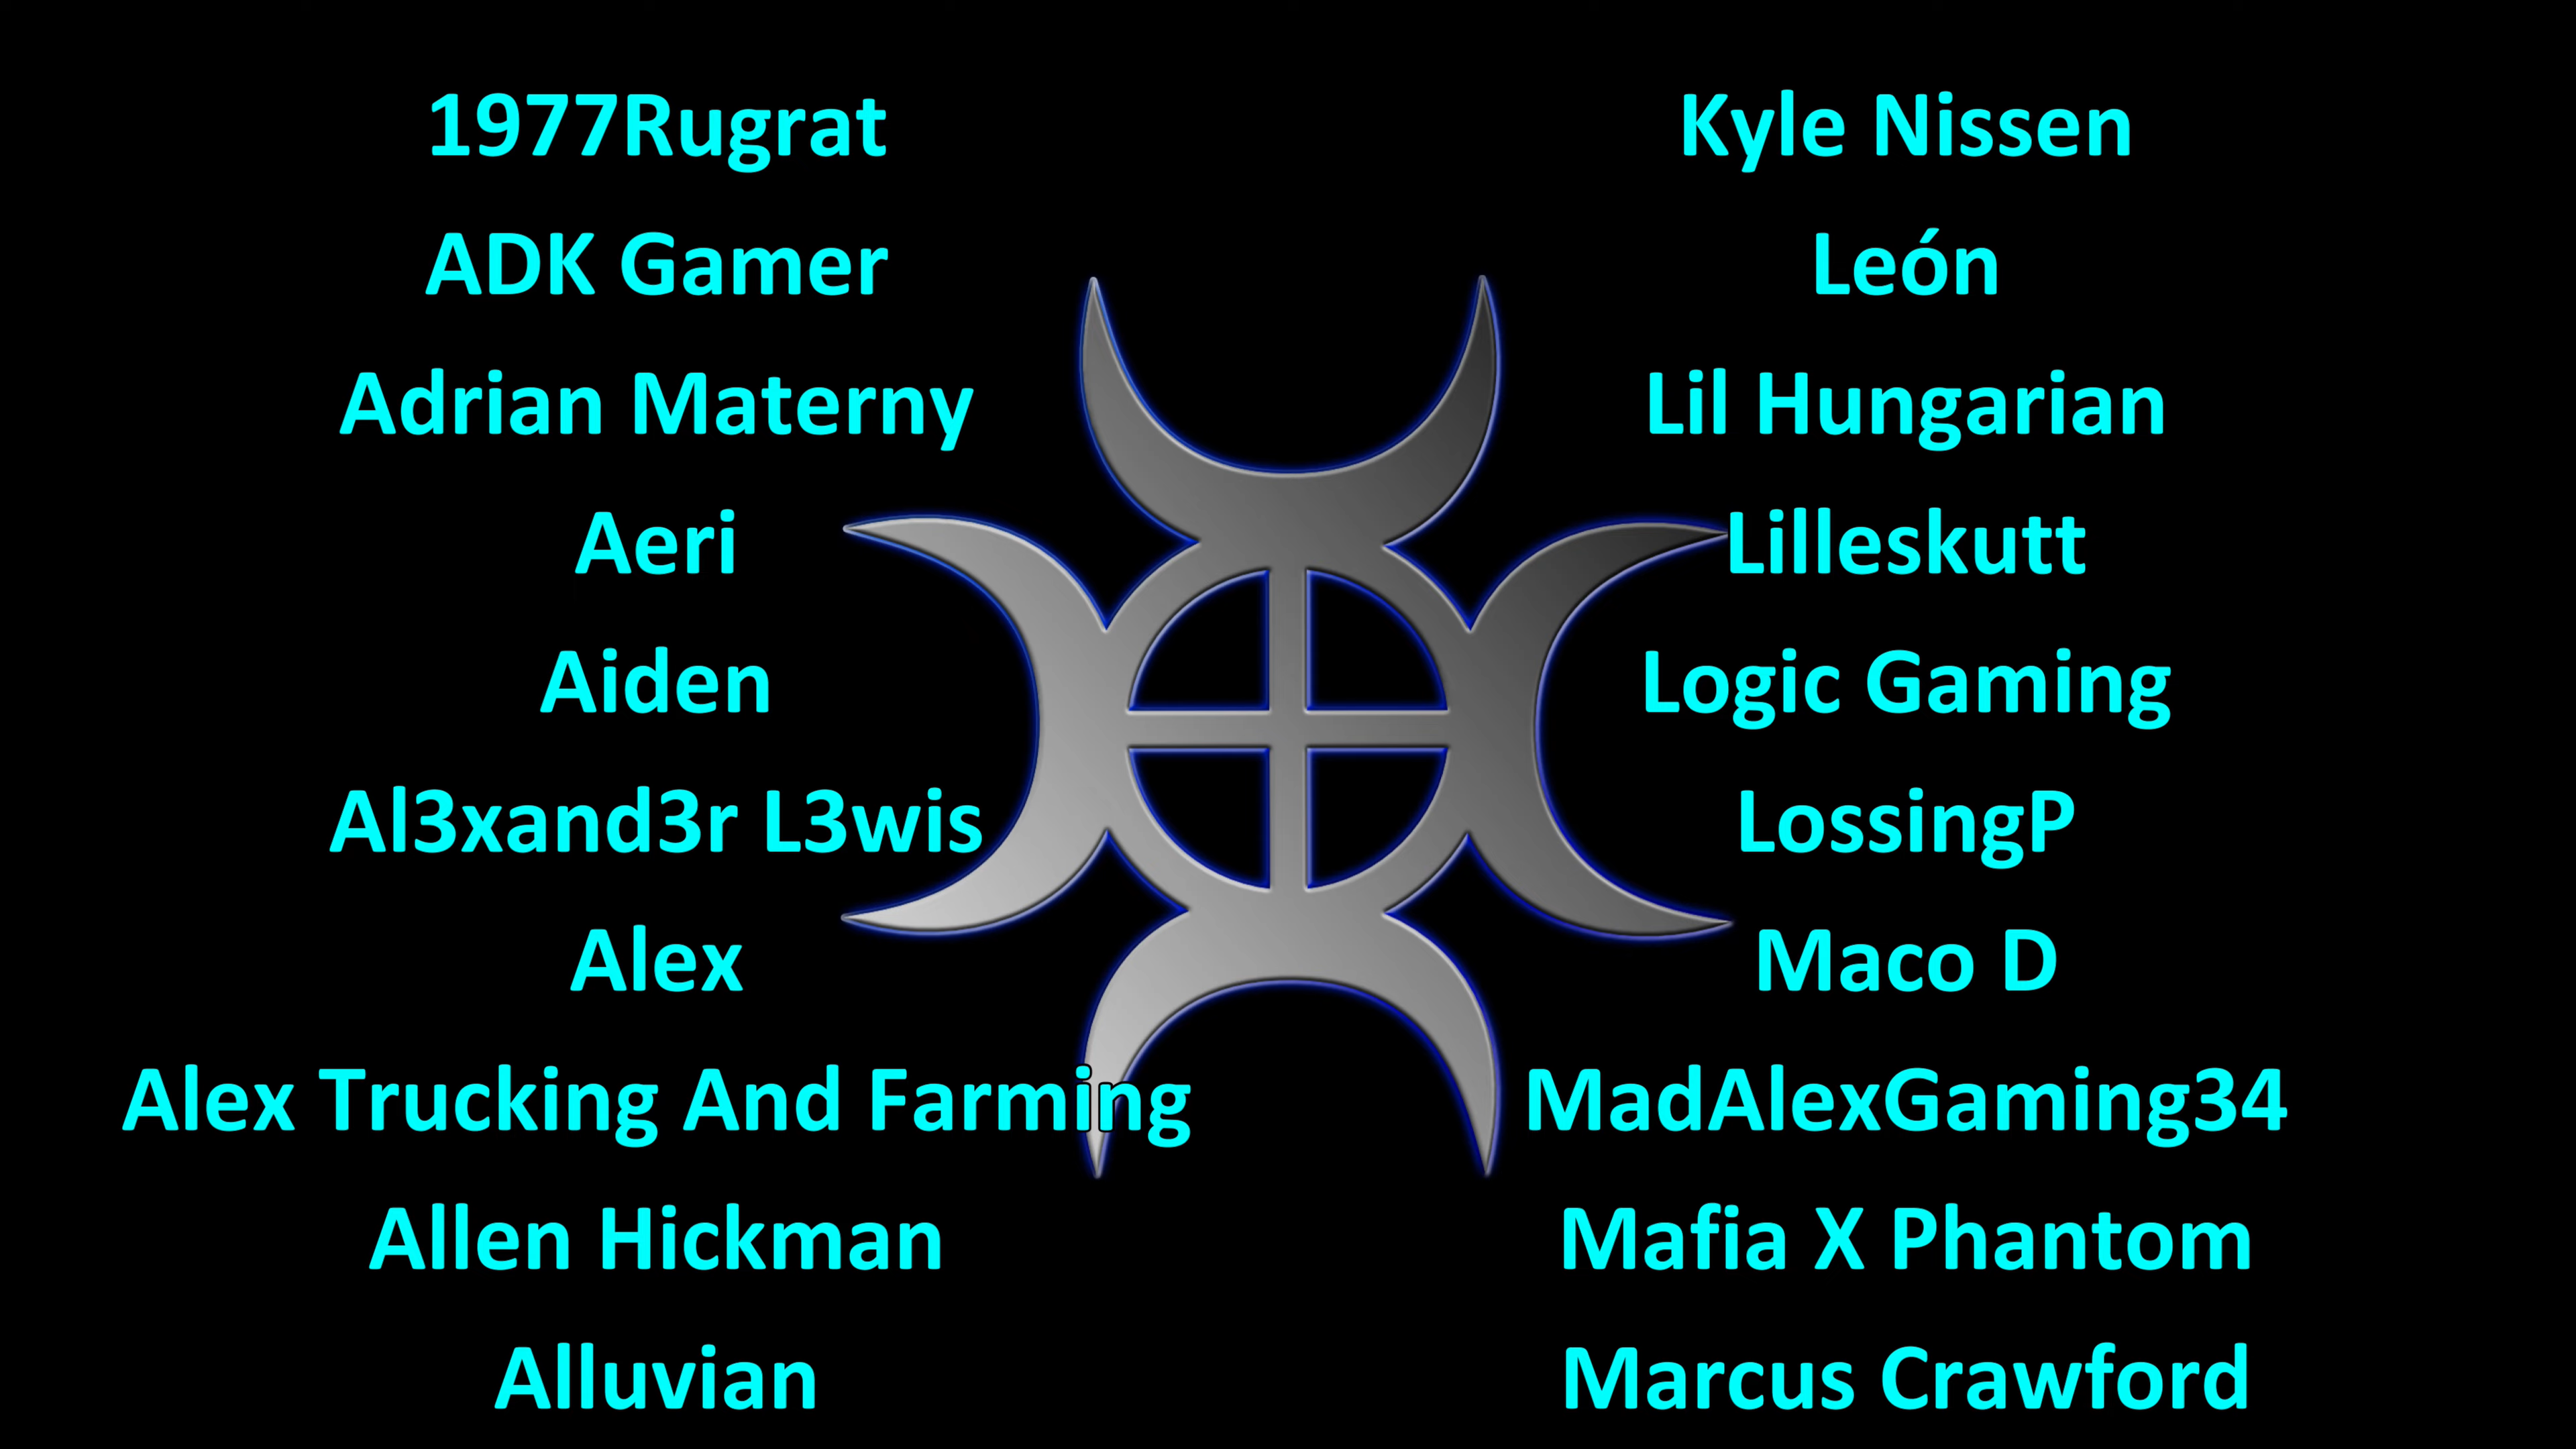 1977Rugrat
ADK Gamer
Adrian Materny
Aeri
Aiden
Al3xand3r L3wis
Alex
Alex Trucking And Farming
Allen Hickman
Alluvian
Kyle Nissen
León
Lil Hungarian
Lilleskutt
Logic Gaming
LossingP
Maco D
MadAlexGaming34
Mafia X Phantom
Marcus Crawford